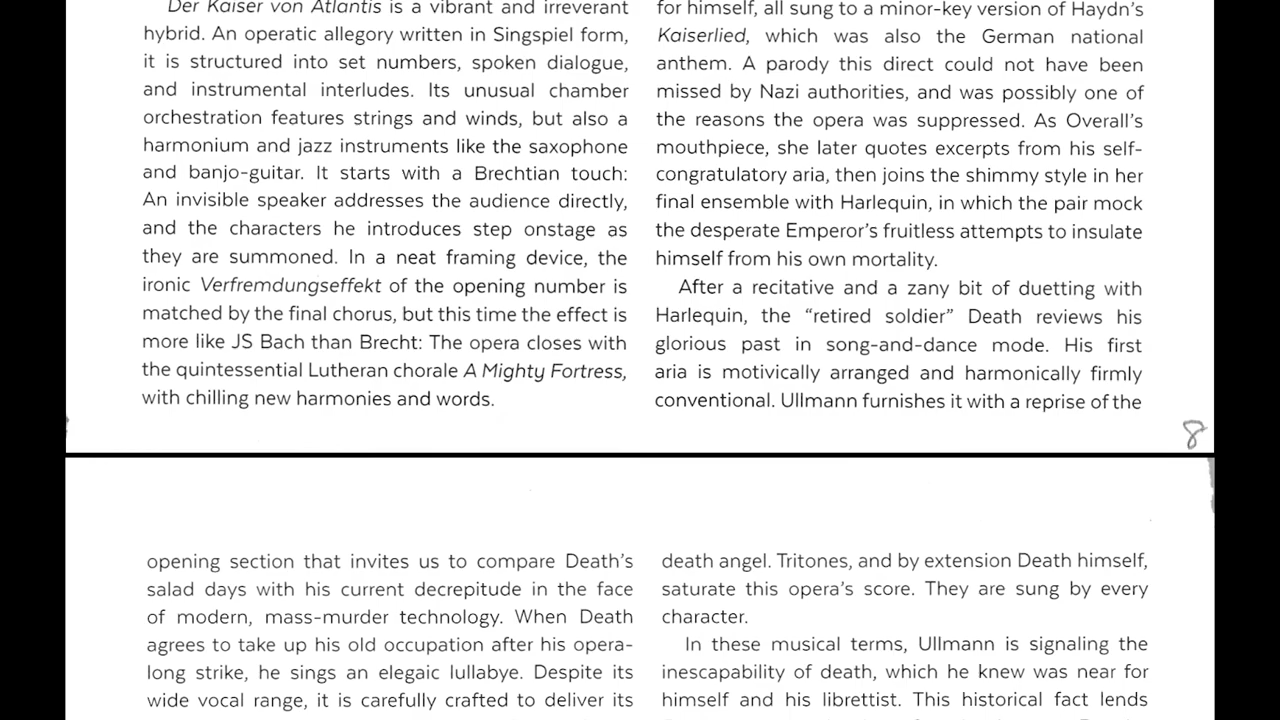 Der Kaiser von Atlantis is a vibrant and irreverant
hybrid. An operatic allegory written in Singspiel form,
it is structured into set numbers, spoken dialogue,
and instrumental interludes. Its unusual chamber
orchestration features strings and winds, but also a
harmonium and jazz instruments like the saxophone
and banjo-guitar. It starts with a Brechtian touch:
An invisible speaker addresses the audience directly,
and the characters he introduces step onstage as
they are summoned. In a neat framing device, the
ironic Verfremdungseffekt of the opening number is
matched by the final chorus, but this time the effect is
more like JS Bach than Brecht: The opera closes with
the quintessential Lutheran chorale A Mighty Fortress,
with chilling new harmonies and words.
for himself, all sung to a minor-key version of Haydn's
Kaiserlied, which was also the German national
anthem. A parody this direct could not have been
missed by Nazi authorities, and was possibly one of
the reasons the opera was suppressed. As Overall's
mouthpiece, she later quotes excerpts from his self-
congratulatory aria, then joins the shimmy style in her
final ensemble with Harlequin, in which the pair mock
the desperate Emperor's fruitless attempts to insulate
himself from his own mortality.
After a recitative and a zany bit of duetting with
Harlequin, the “retired soldier” Death reviews his
glorious past in song-and-dance mode. His first
aria is motivically arranged and harmonically firmly
conventional. Ullmann furnishes it with a reprise of the
8
opening section that invites us to compare Death's
salad days with his current decrepitude in the face
of modern, mass-murder technology. When Death
agrees to take up his old occupation after his opera-
long strike, he sings an elegaic lullabye. Despite its
wide vocal range, it is carefully crafted to deliver its
death angel. Tritones, and by extension Death himself,
saturate this opera's score. They are sung by every
character.
In these musical terms, Ullmann is signaling the
inescapability of death, which he knew was near for
himself and his librettist. This historical fact lends